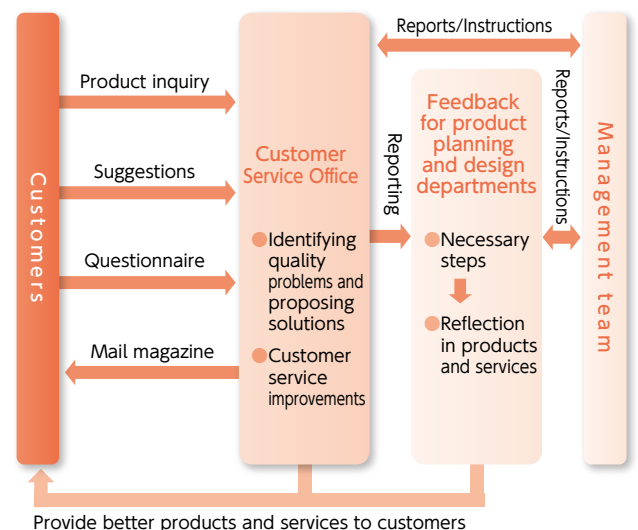 Customers
Product inquiry
Suggestions
Questionnaire
Mail magazine
Customer
Service Office
●Identifying
quality
problems and
proposing
solutions
●Customer
service
improvements
Reports/Instructions
Reporting
Feedback
for product
planning
and design
departments
●Necessary
steps
●Reflection
in products
and services
Reports/Instructions
Management team
Provide better products and services to customers